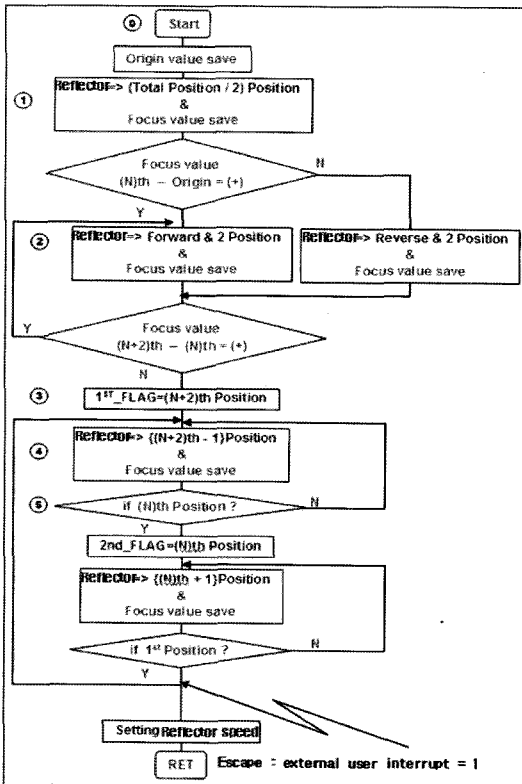 ⓪ Start
Origin value save
① Reflector=> (Total Position / 2) Position
&
Focus value save
Focus value
(N)th - Origin = (+)
N
Y
② Reflector=> Forward & 2 Position
&
Focus value save
Reflector=> Reverse & 2 Position
&
Focus value save
Y
Focus value
(N+2)th - (N)th = (+)
N
③ 1ST_FLAG=(N+2)th Position
④ Reflector=> {(N+2)th - 1}Position
&
Focus value save
⑤ if (N)th Position ?
N
Y
2nd_FLAG=(N)th Position
Reflector=> {(N)th + 1}Position
&
Focus value save
if 1st Position ?
N
Y
Setting Reflector speed
RET
Escape : external user interrupt = 1